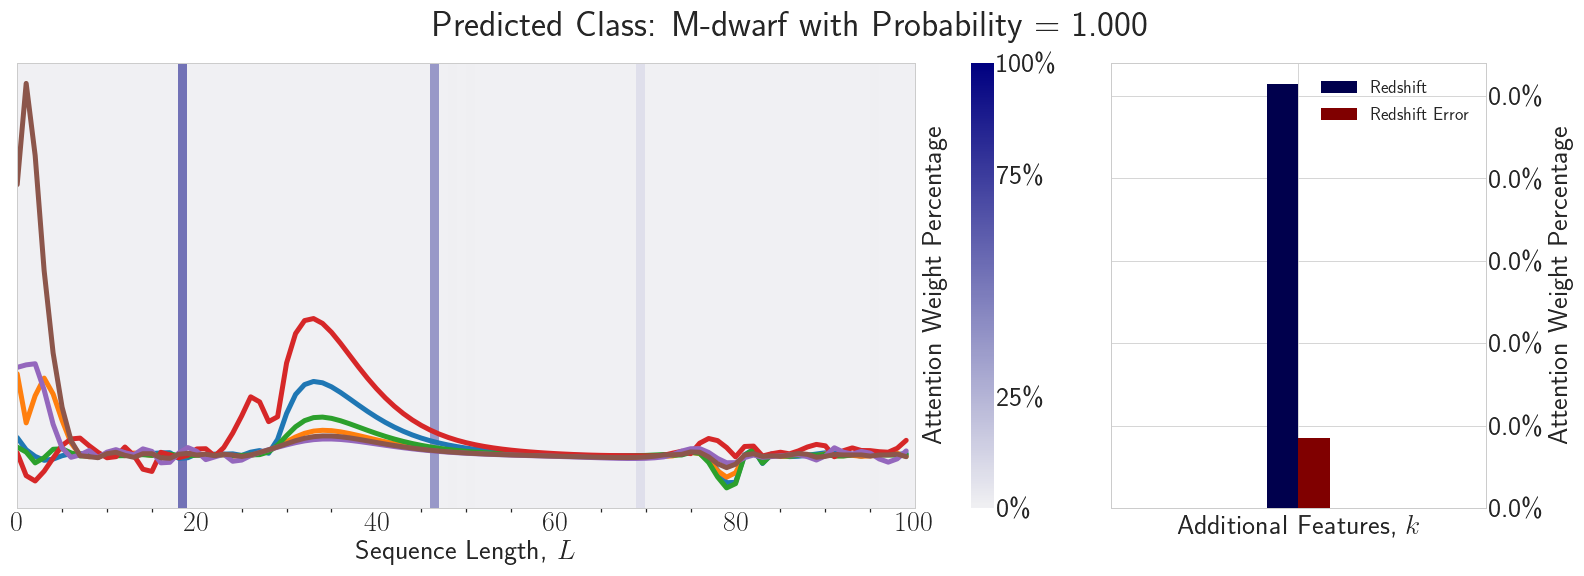 Predicted Class: M-dwarf with Probability = 1.000
0
20
40
60
80
100
Sequence Length, L
100%
75%
25%
0%
Attention Weight Percentage
Redshift
Redshift Error
0.0%
0.0%
0.0%
0.0%
0.0%
0.0%
Attention Weight Percentage
Additional Features, k